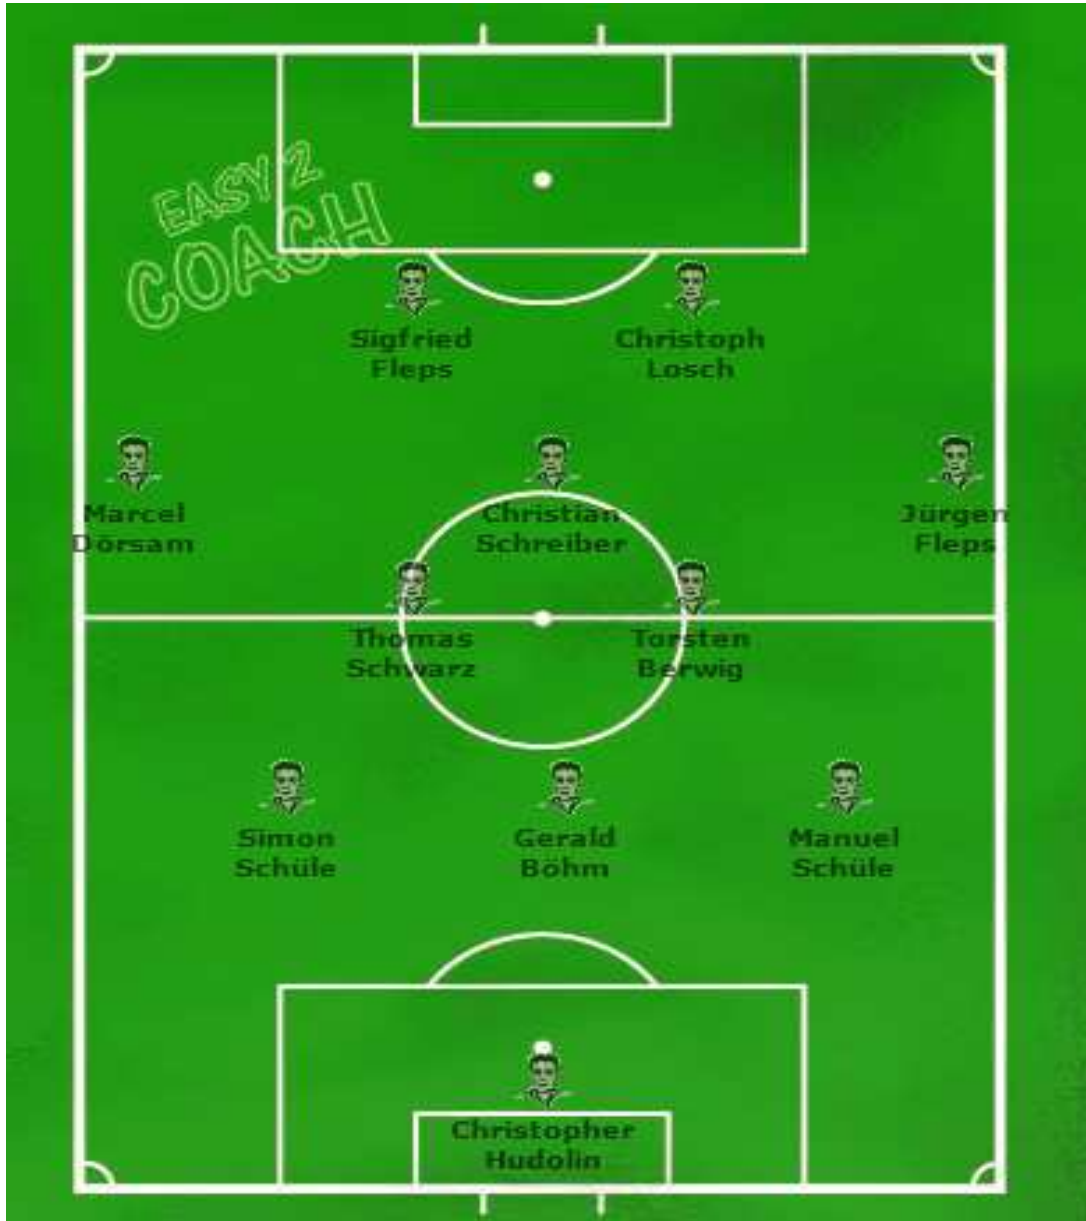 EASY 2
COACH
Sigfried
Fleps
Christoph
Losch
Marcel
Dörsam
Christian
Schreiber
Jürgen
Fleps
Thomas
Schwarz
Torsten
Berwig
Simon
Schüle
Gerald
Böhm
Manuel
Schüle
Christopher
Hudolin